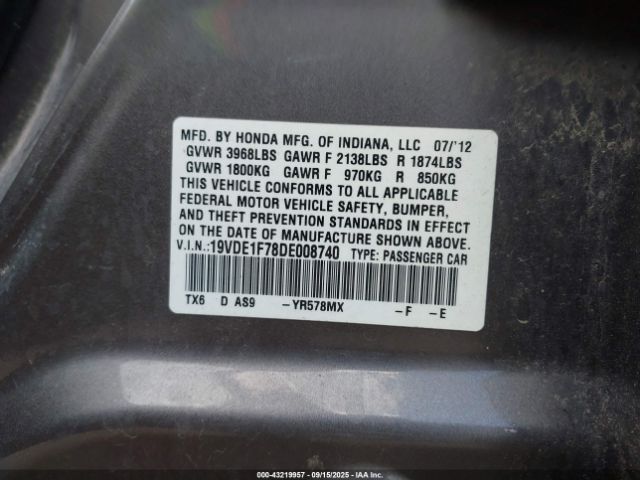 MFD. BY HONDA MFG. OF INDIANA, LLC 07/'12
GVWR 3968LBS GAWR F 2138LBS R 1874LBS
GVWR 1800KG GAWR F 970KG R 850KG
THIS VEHICLE CONFORMS TO ALL APPLICABLE
FEDERAL MOTOR VEHICLE SAFETY, BUMPER,
AND THEFT PREVENTION STANDARDS IN EFFECT
ON THE DATE OF MANUFACTURE SHOWN ABOVE.
V.I.N.:19VDE1F78DE008740 TYPE: PASSENGER CAR
TX6 D AS9 -YR578MX -F -E
000-43219957 - 09/15/2025 - IAA, Inc. Copyright